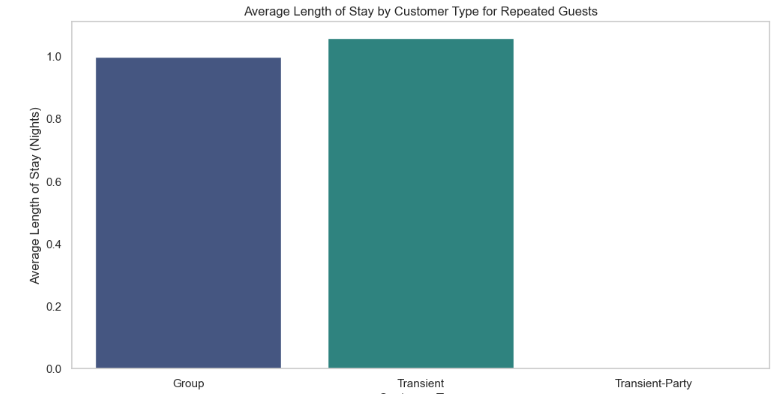 Average Length of Stay by Customer Type for Repeated Guests
Average Length of Stay (Nights)
1.0
0.8
0.6
0.4
0.2
0.0
Group
Transient
Transient-Party